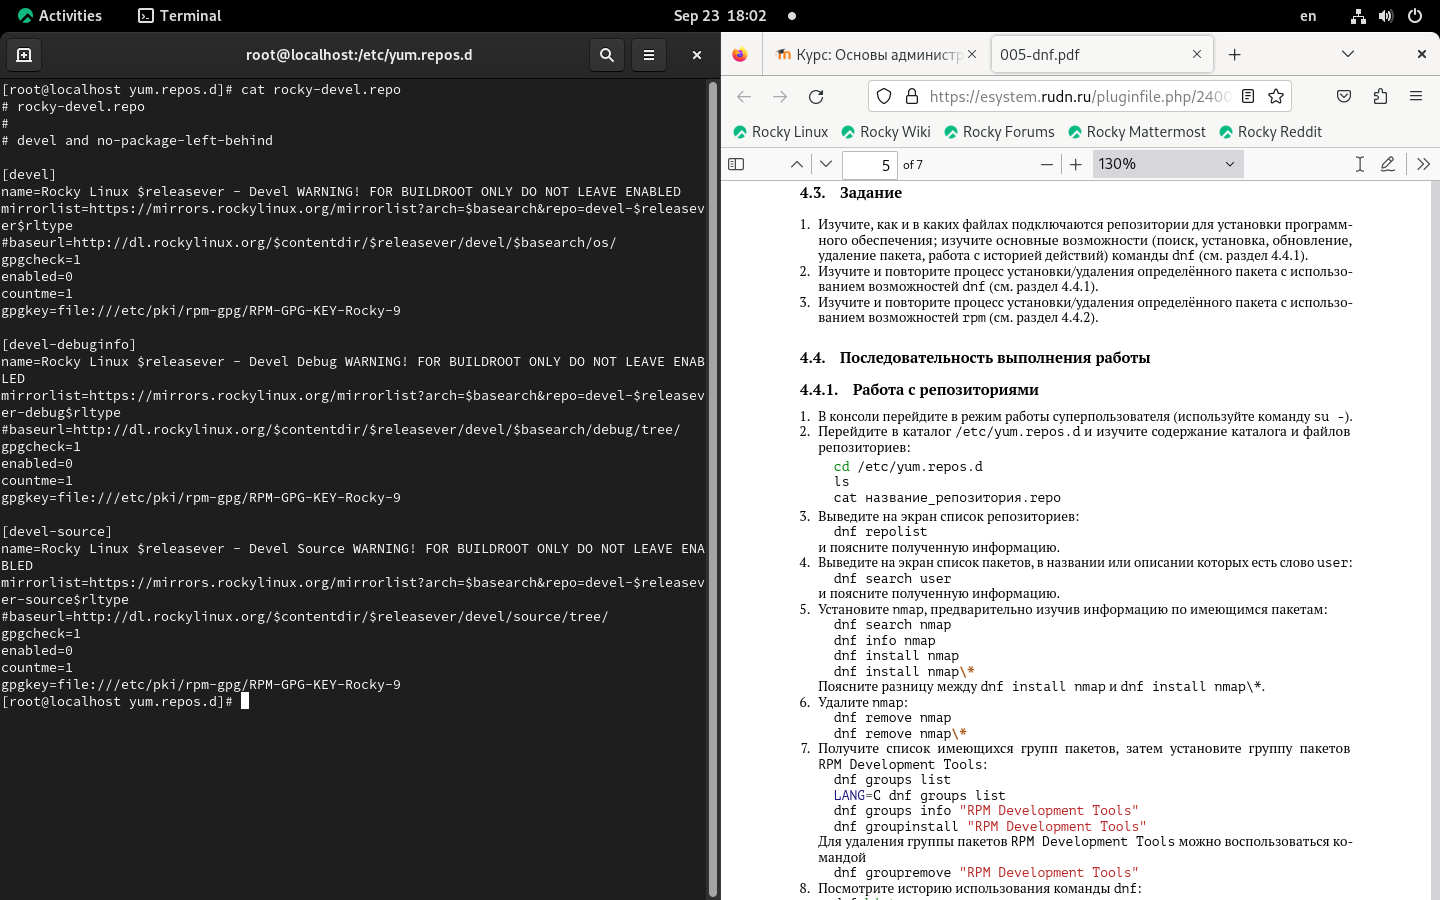 Activities
Terminal
Sep 23 18:02
en
root@localhost:/etc/yum.repos.d
[root@localhost yum.repos.d]# cat rocky-devel.repo
# rocky-devel.repo
#
# devel and no-package-left-behind
[devel]
name=Rocky Linux $releasever - Devel WARNING! FOR BUILDROOT ONLY DO NOT LEAVE ENABLED
mirrorlist=https://mirrors.rockylinux.org/mirrorlist?arch=$basearch&repo=devel-$releasev
er$rltype
#baseurl=http://dl.rockylinux.org/$contentdir/$releasever/devel/$basearch/os/
gpgcheck=1
enabled=0
countme=1
gpgkey=file:///etc/pki/rpm-gpg/RPM-GPG-KEY-Rocky-9
[devel-debuginfo]
name=Rocky Linux $releasever - Devel Debug WARNING! FOR BUILDROOT ONLY DO NOT LEAVE ENAB
LED
mirrorlist=https://mirrors.rockylinux.org/mirrorlist?arch=$basearch&repo=devel-$releasev
er-debug$rltype
#baseurl=http://dl.rockylinux.org/$contentdir/$releasever/devel/$basearch/debug/tree/
gpgcheck=1
enabled=0
countme=1
gpgkey=file:///etc/pki/rpm-gpg/RPM-GPG-KEY-Rocky-9
[devel-source]
name=Rocky Linux $releasever - Devel Source WARNING! FOR BUILDROOT ONLY DO NOT LEAVE ENA
BLED
mirrorlist=https://mirrors.rockylinux.org/mirrorlist?arch=$basearch&repo=devel-$releasev
er-source$rltype
#baseurl=http://dl.rockylinux.org/$contentdir/$releasever/devel/source/tree/
gpgcheck=1
enabled=0
countme=1
gpgkey=file:///etc/pki/rpm-gpg/RPM-GPG-KEY-Rocky-9
[root@localhost yum.repos.d]#
Курс: Основы администр
005-dnf.pdf
https://esystem.rudn.ru/pluginfile.php/2400
Rocky Linux
Rocky Wiki
Rocky Forums
Rocky Mattermost
Rocky Reddit
5 of 7
130%
4.3. Задание
1. Изучите, как и в каких файлах подключаются репозитории для установки программ-
ного обеспечения; изучите основные возможности (поиск, установка, обновление,
удаление пакета, работа с историей действий) команды dnf (см. раздел 4.4.1).
2. Изучите и повторите процесс установки/удаления определённого пакета с использо-
ванием возможностей dnf (см. раздел 4.4.1).
3. Изучите и повторите процесс установки/удаления определённого пакета с использо-
ванием возможностей rpm (см. раздел 4.4.2).
4.4. Последовательность выполнения работы
4.4.1. Работа с репозиториями
1. В консоли перейдите в режим работы суперпользователя (используйте команду su -).
2. Перейдите в каталог /etc/yum.repos.d и изучите содержание каталога и файлов
репозиториев:
cd /etc/yum.repos.d
ls
cat название_репозитория.repo
3. Выведите на экран список репозиториев:
dnf repolist
и поясните полученную информацию.
4. Выведите на экран список пакетов, в названии или описании которых есть слово user:
dnf search user
и поясните полученную информацию.
5. Установите nmap, предварительно изучив информацию по имеющимся пакетам:
dnf search nmap
dnf info nmap
dnf install nmap
dnf install nmap\*
Поясните разницу между dnf install nmap и dnf install nmap\*.
6. Удалите nmap:
dnf remove nmap
dnf remove nmap\*
7. Получите список имеющихся групп пакетов, затем установите группу пакетов
RPM Development Tools:
dnf groups list
LANG=C dnf groups list
dnf groups info "RPM Development Tools"
dnf groupinstall "RPM Development Tools"
Для удаления группы пакетов RPM Development Tools можно воспользоваться ко-
мандой
dnf groupremove "RPM Development Tools"
8. Посмотрите историю использования команды dnf: